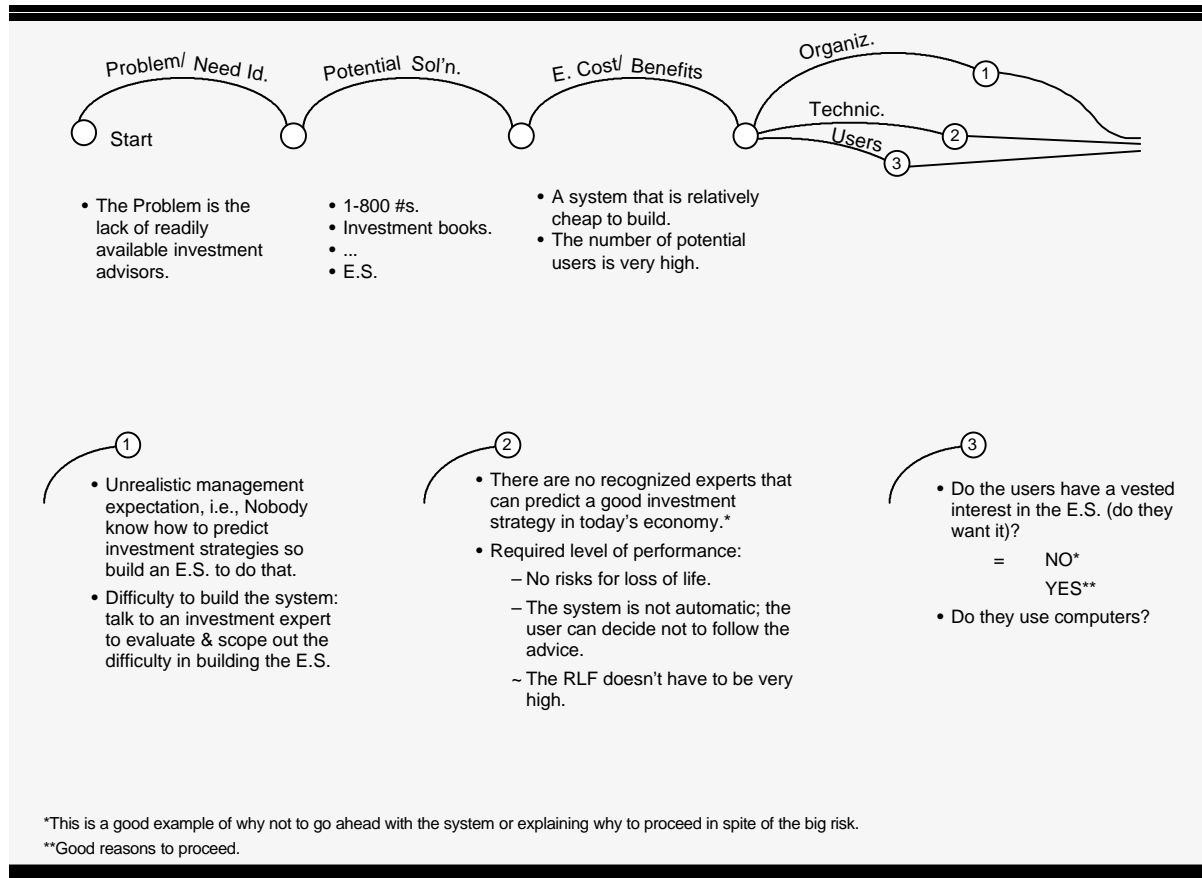 Problem/ Need Id.
Potential Sol'n.
E. Cost/ Benefits
Organiz.
1
Technic.
2
Users
3
Start
• The Problem is the
lack of readily
available investment
advisors.
• 1-800 #s.
• Investment books.
• ...
• E.S.
• A system that is relatively
cheap to build.
• The number of potential
users is very high.
1
• Unrealistic management
expectation, i.e., Nobody
know how to predict
investment strategies so
build an E.S. to do that.
• Difficulty to build the system:
talk to an investment expert
to evaluate & scope out the
difficulty in building the E.S.
2
• There are no recognized experts that
can predict a good investment
strategy in today's economy.*
• Required level of performance:
– No risks for loss of life.
– The system is not automatic; the
user can decide not to follow the
advice.
~ The RLF doesn't have to be very
high.
3
• Do the users have a vested
interest in the E.S. (do they
want it)?
= NO*
YES**
• Do they use computers?
*This is a good example of why not to go ahead with the system or explaining why to proceed in spite of the big risk.
**Good reasons to proceed.